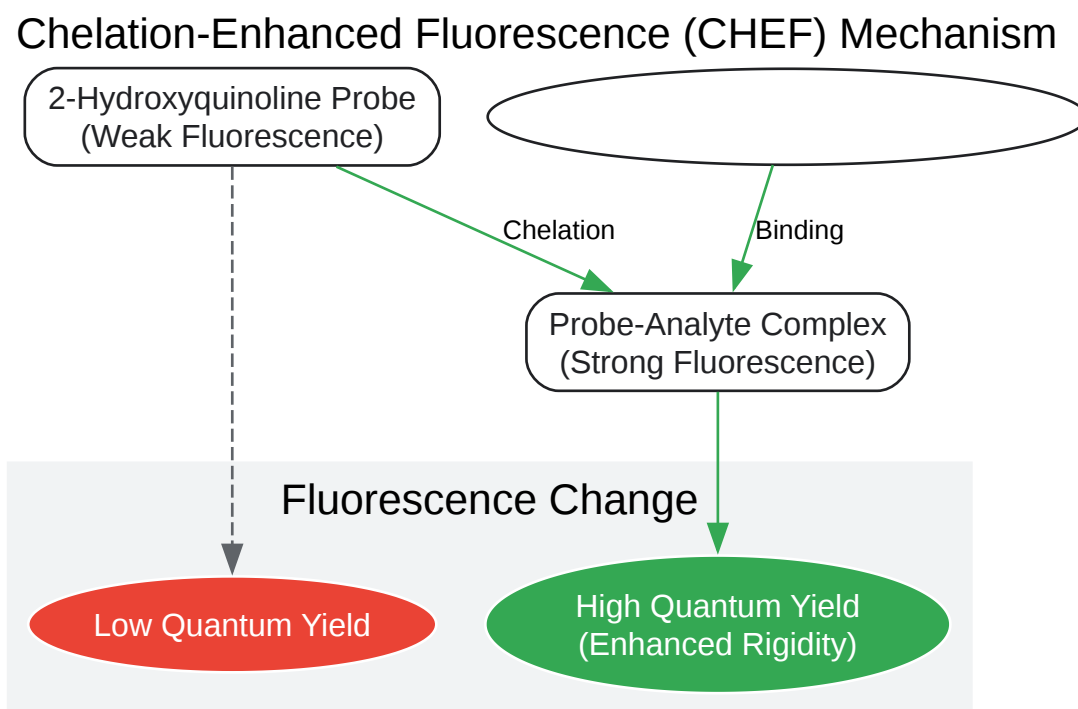 Chelation-Enhanced Fluorescence (CHEF) Mechanism
2-Hydroxyquinoline Probe
(Weak Fluorescence)
Chelation
Binding
Probe-Analyte Complex
(Strong Fluorescence)
Fluorescence Change
Low Quantum Yield
High Quantum Yield
(Enhanced Rigidity)